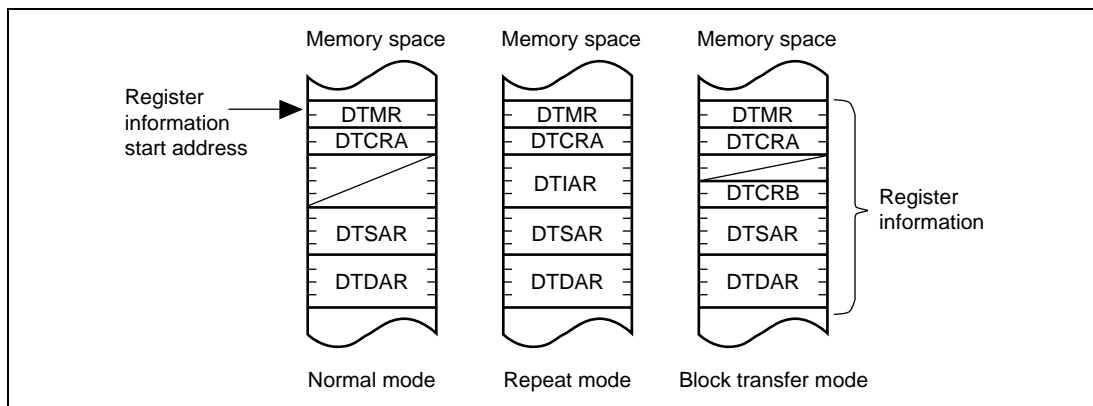 Memory space Memory space Memory space
Register
information
start address
DTMR DTMR DTMR
DTCRA DTCRA DTCRA
DTIAR
DTCRB
DTSAR DTSAR DTSAR
DTDAR DTDAR DTDAR
Register
information
Normal mode Repeat mode Block transfer mode